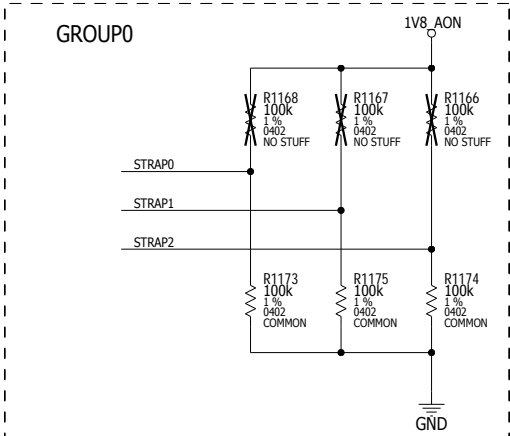 GROUP0
1V8_AON
R1168
100k
1 %
0402
NO STUFF
R1167
100k
1 %
0402
NO STUFF
R1166
100k
1 %
0402
NO STUFF
STRAP0
STRAP1
STRAP2
R1173
100k
1 %
0402
COMMON
R1175
100k
1 %
0402
COMMON
R1174
100k
1 %
0402
COMMON
GND